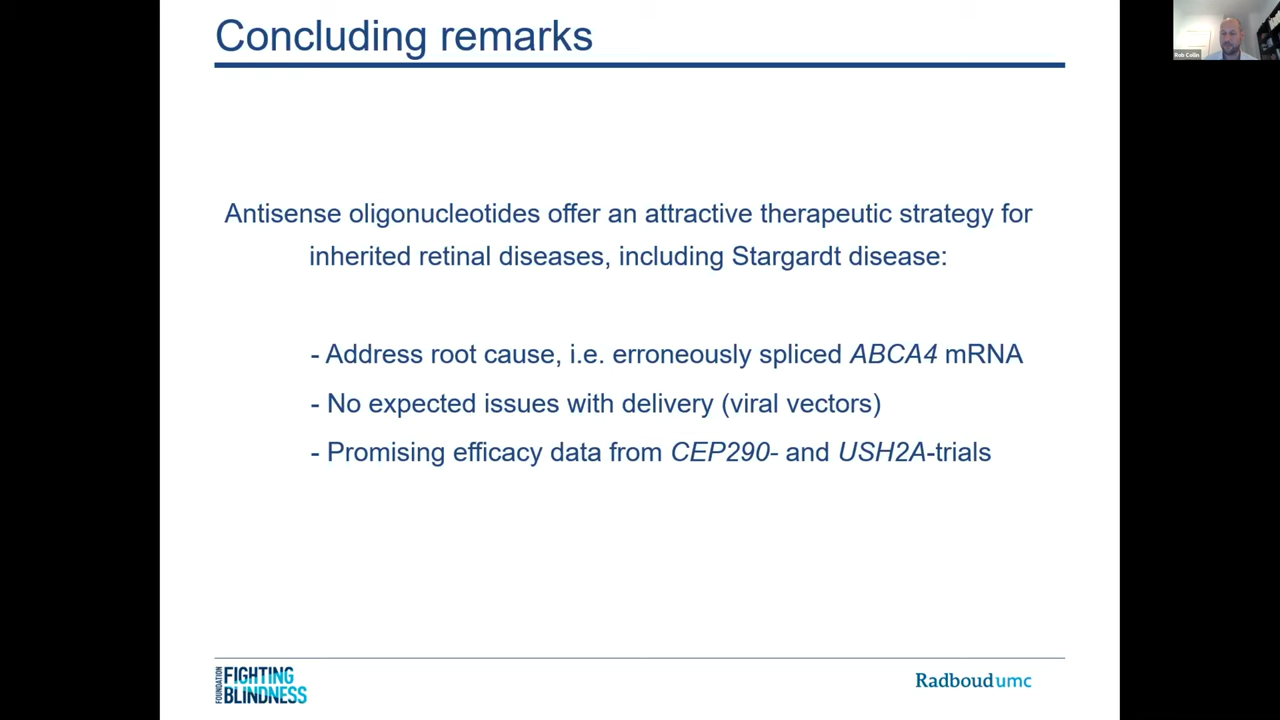 Concluding remarks
Rob Collin
Antisense oligonucleotides offer an attractive therapeutic strategy for
inherited retinal diseases, including Stargardt disease:
- Address root cause, i.e. erroneously spliced ABCA4 mRNA
- No expected issues with delivery (viral vectors)
- Promising efficacy data from CEP290- and USH2A-trials
FOUNDATION
FIGHTING
BLINDNESS
Radboudumc